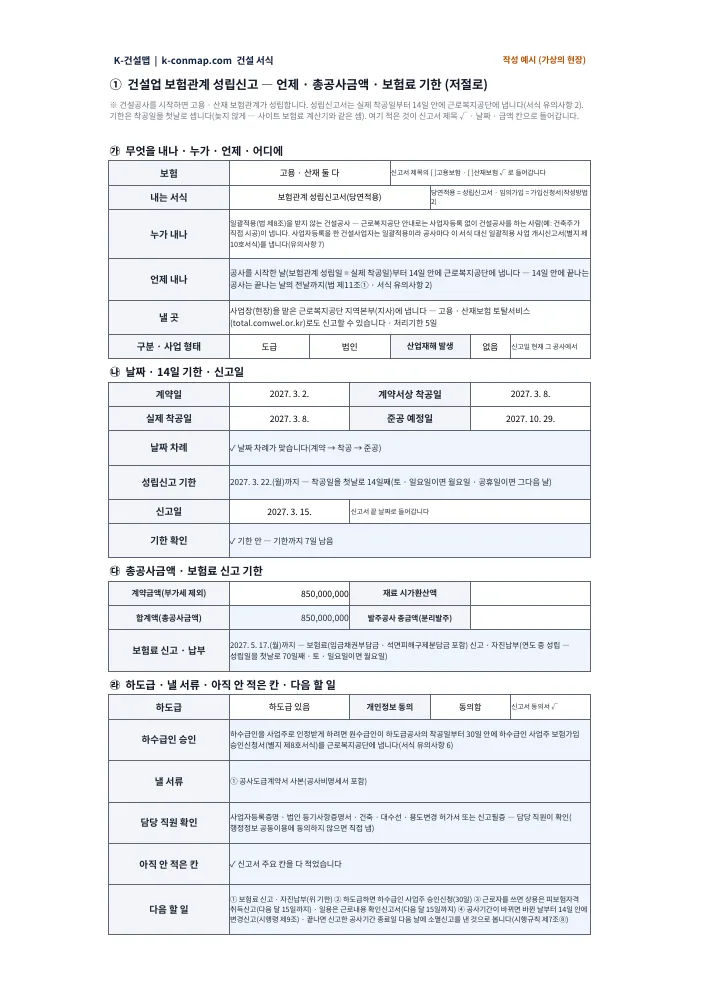 K-건설맵 | k-conmap.com 건설 서식
작성 예시 (가상의 현장)
① 건설업 보험관계 성립신고 — 언제 · 총공사금액 · 보험료 기한 (저절로)
※ 건설공사를 시작하면 고용 · 산재 보험관계가 성립합니다. 성립신고서는 실제 착공일부터 14일 안에 근로복지공단에 냅니다(서식 유의사항 2).
기한은 착공일을 첫날로 셉니다(늦지 않게 — 사이트 보험료 계산기와 같은 셈). 여기 적은 것이 신고서 제목 √ · 날짜 · 금액 칸으로 들어갑니다.
㉮ 무엇을 내나 · 누가 · 언제 · 어디에
보험 고용 · 산재 둘 다 신고서 제목의 [ ]고용보험 · [ ]산재보험 √ 로 들어갑니다
내는 서식 보험관계 성립신고서(당연적용) 당연적용 = 성립신고서 · 임의가입 = 가입신청서(작성방법
2)
누가 내나 일괄적용(법 제8조)을 받지 않는 건설공사 — 근로복지공단 안내로는 사업자등록 없이 건설공사를 하는 사람(예: 건축주가
직접 시공)이 냅니다. 사업자등록을 한 건설사업자는 일괄적용이라 공사마다 이 서식 대신 일괄적용 사업 개시신고서(별지 제
10호서식)를 냅니다(유의사항 7)
언제 내나 공사를 시작한 날(보험관계 성립일=실제 착공일)부터 14일 안에 근로복지공단에 냅니다 — 14일 안에 끝나는
공사는 끝나는 날의 전날까지(법 제11조① · 서식 유의사항 2)
낼 곳 사업장(현장)을 맡은 근로복지공단 지역본부(지사)에 냅니다 — 고용 · 산재보험 토탈서비스
(total.comwel.or.kr)로도 신고할 수 있습니다 · 처리기한 5일
구분 · 사업 형태 도급 법인 산업재해 발생 없음 신고일 현재 그 공사에서
㉯ 날짜 · 14일 기한 · 신고일
계약일 2027. 3. 2. 계약서상 착공일 2027. 3. 8.
실제 착공일 2027. 3. 8. 준공 예정일 2027. 10. 29.
날짜 차례 ✓ 날짜 차례가 맞습니다(계약 → 착공 → 준공)
성립신고 기한 2027. 3. 22.(월)까지 — 착공일을 첫날로 14일째(토 · 일요일이면 월요일 · 공휴일이면 그다음 날)
신고일 2027. 3. 15. 신고서 끝 날짜로 들어갑니다
기한 확인 ✓ 기한 안 — 기한까지 7일 남음
㉰ 총공사금액 · 보험료 신고 기한
계약금액(부가세 제외) 850,000,000 재료 시가환산액
합계액(총공사금액) 850,000,000 발주공사 총금액(분리발주)
보험료 신고 · 납부 2027. 5. 17.(월)까지 — 보험료(임금채권부담금 · 석면피해구제분담금 포함) 신고 · 자진납부(연도 중 성립 —
성립일을 첫날로 70일째 · 토 · 일요일이면 월요일)
㉱ 하도급 · 낼 서류 · 아직 안 적은 칸 · 다음 할 일
하도급 하도급 있음 개인정보 동의 동의함 신고서 동의서 √
하수급인 승인 하수급인을 사업주로 인정받게 하려면 원수급인이 하도급공사의 착공일부터 30일 안에 하수급인 사업주 보험가입
승인신청서(별지 제8호서식)를 근로복지공단에 냅니다(서식 유의사항 6)
낼 서류 ① 공사도급계약서 사본(공사비명세서 포함)
담당 직원 확인 사업자등록증명 · 법인 등기사항증명서 · 건축 · 대수선 · 용도변경 허가서 또는 신고필증 — 담당 직원이 확인(
행정정보 공동이용에 동의하지 않으면 직접 냄)
아직 안 적은 칸 ✓ 신고서 주요 칸을 다 적었습니다
다음 할 일 ① 보험료 신고 · 자진납부(위 기한) ② 하도급하면 하수급인 사업주 승인신청(30일) ③ 근로자를 쓰면 상용은 피보험자격
취득신고(다음 달 15일까지) · 일용은 근로내용 확인신고서(다음 달 15일까지) ④ 공사기간이 바뀌면 바뀐 날부터 14일 안에
변경신고(시행령 제9조) · 끝나면 신고한 공사기간 종료일 다음 날에 소멸신고를 낸 것으로 봅니다(시행규칙 제7조⑧)